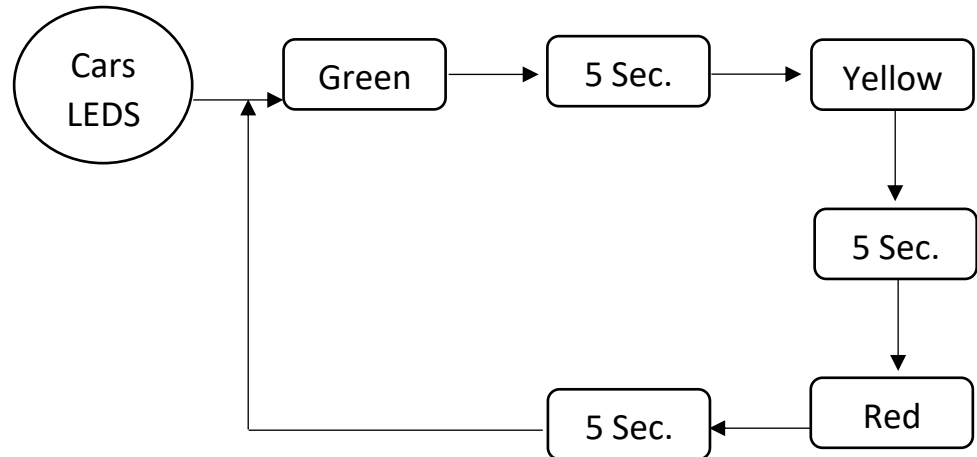 Cars
LEDS
Green
5 Sec.
Yellow
5 Sec.
Red
5 Sec.